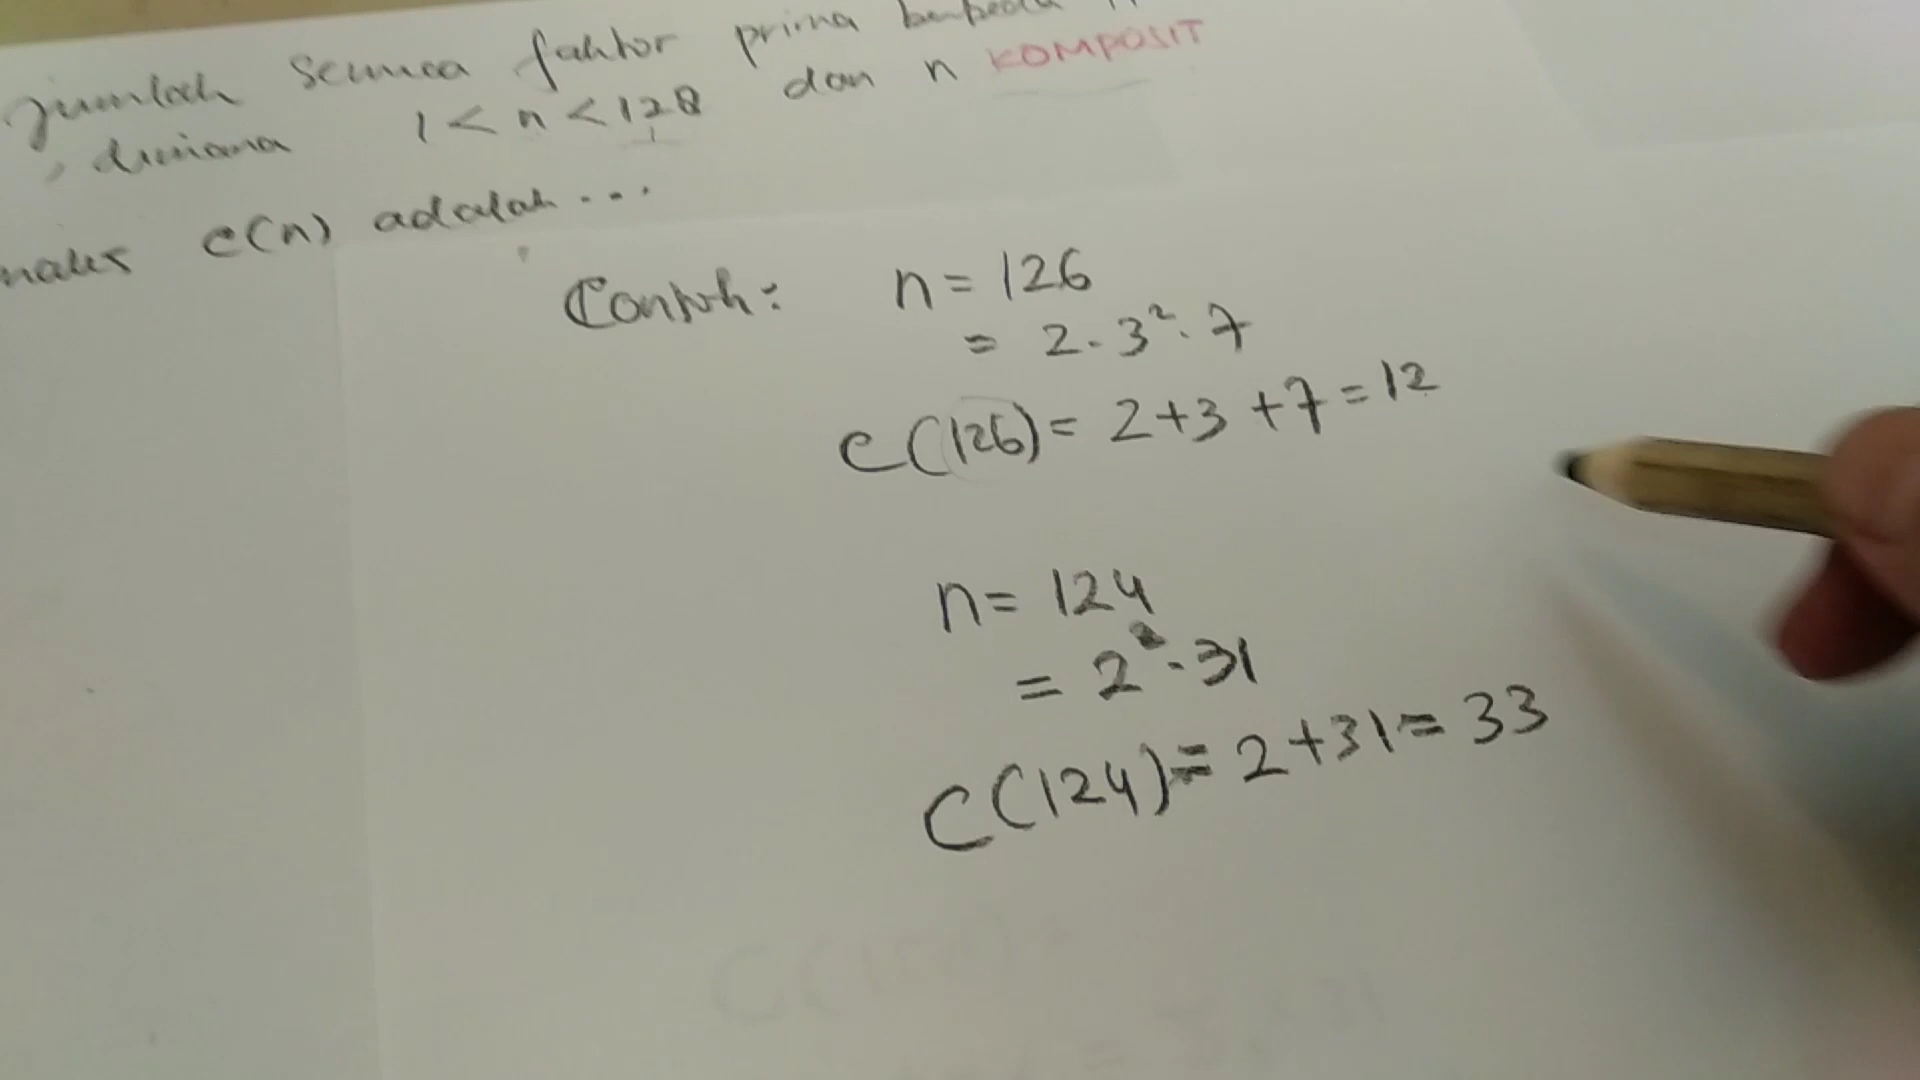 jumlah semua faktor prima berbeda
, dimana 1 < n < 128 dan n KOMPOSIT
maks c(n) adalah ...
Contoh: n = 126
= 2 . 3² . 7
c(126) = 2+3+7 = 12
n = 124
= 2² . 31
C(124) = 2+31 = 33